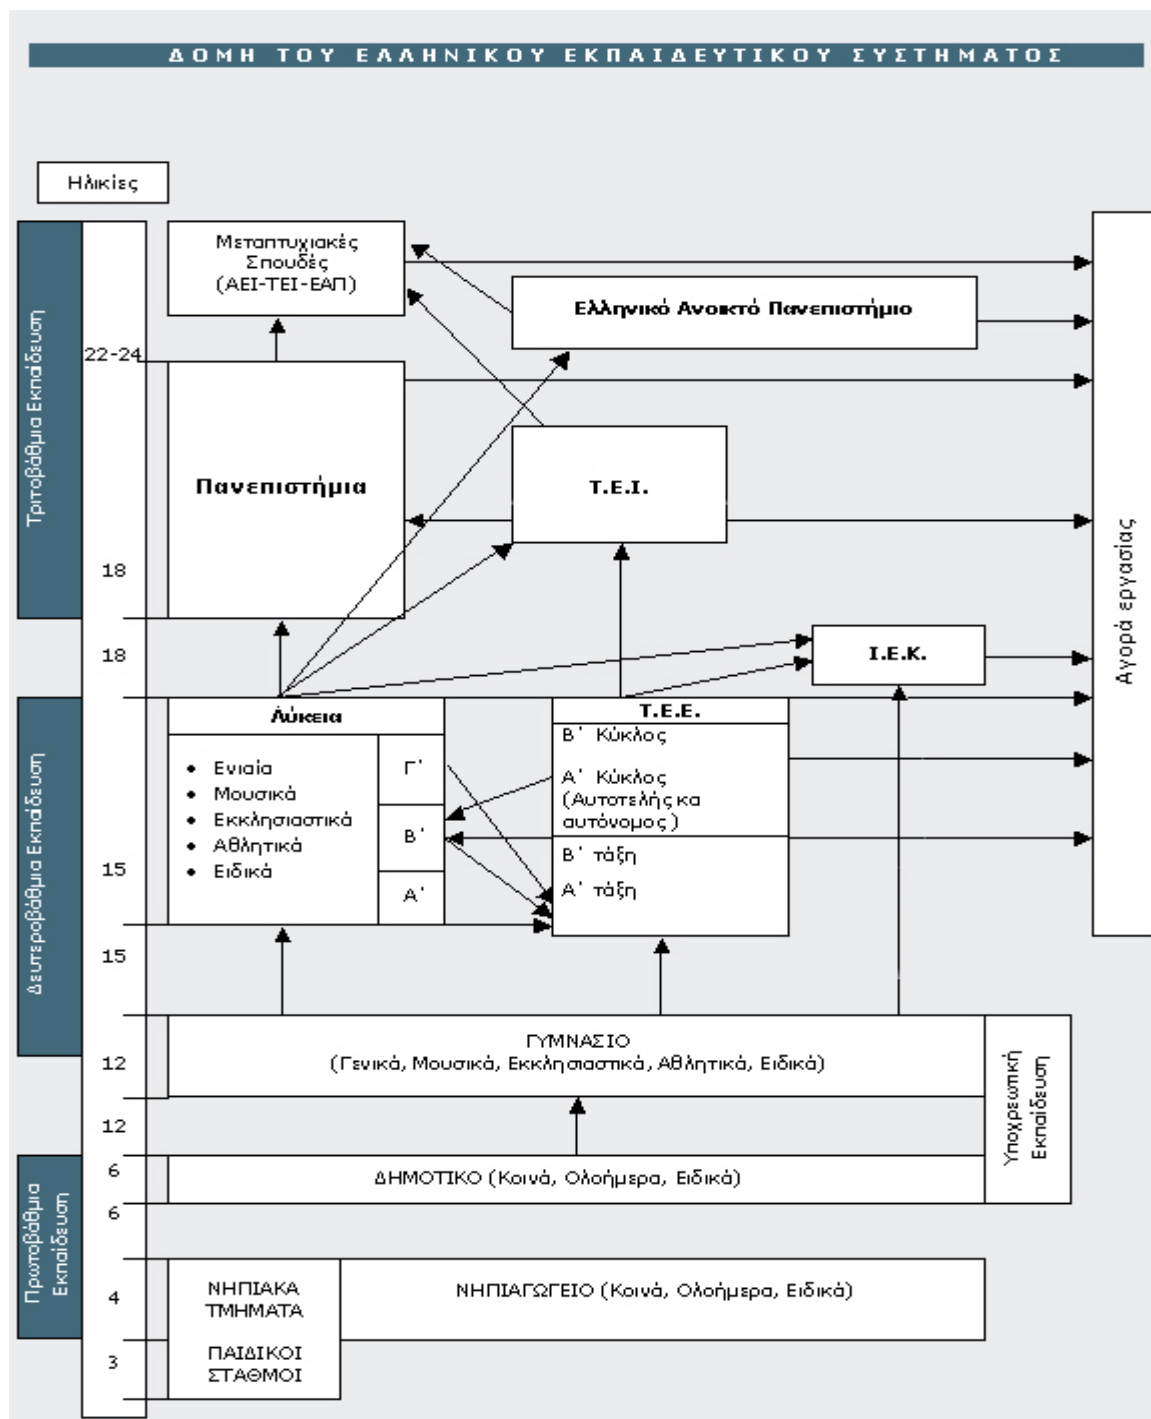 ΔΟΜΗ ΤΟΥ ΕΛΛΗΝΙΚΟΥ ΕΚΠΑΙΔΕΥΤΙΚΟΥ ΣΥΣΤΗΜΑΤΟΣ
Ηλικίες
Τριτοβάθμια Εκπαίδευση
22-24
18
Μεταπτυχιακές
Σπουδές
(ΑΕΙ-ΤΕΙ-ΕΑΠ)
Ελληνικό Ανοικτό Πανεπιστήμιο
Πανεπιστήμια
Τ.Ε.Ι.
Αγορά εργασίας
18
Ι.Ε.Κ.
Δευτεροβάθμια Εκπαίδευση
15
15
12
Λύκεια
• Ενιαία
• Μουσικά
• Εκκλησιαστικά
• Αθλητικά
• Ειδικά
Γ΄
Β΄
Α΄
Τ.Ε.Ε.
Β΄ Κύκλος
Α΄ Κύκλος
(Αυτοτελής κα
αυτόνομος)
Β΄ τάξη
Α΄ τάξη
ΓΥΜΝΑΣΙΟ
(Γενικά, Μουσικά, Εκκλησιαστικά, Αθλητικά, Ειδικά)
Υποχρεωτική
Εκπαίδευση
12
Πρωτοβάθμια
Εκπαίδευση
6
ΔΗΜΟΤΙΚΟ (Κοινά, Ολοήμερα, Ειδικά)
6
4
ΝΗΠΙΑΚΑ
ΤΜΗΜΑΤΑ
ΝΗΠΙΑΓΩΓΕΙΟ (Κοινά, Ολοήμερα, Ειδικά)
3
ΠΑΙΔΙΚΟΙ
ΣΤΑΘΜΟΙ